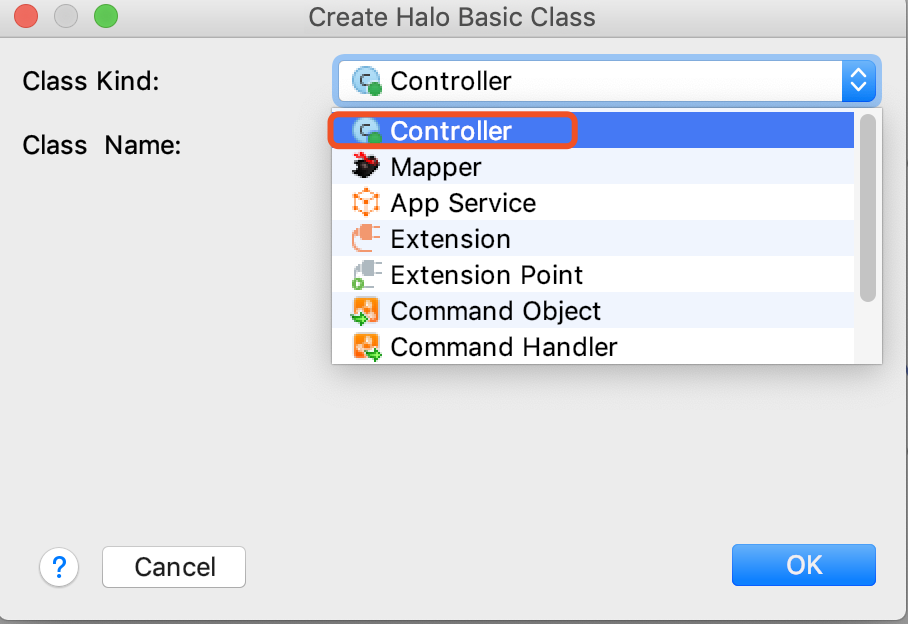 Create Halo Basic Class
Class Kind:
Controller
Class Name:
Controller
Mapper
App Service
Extension
Extension Point
Command Object
Command Handler
?
Cancel
OK